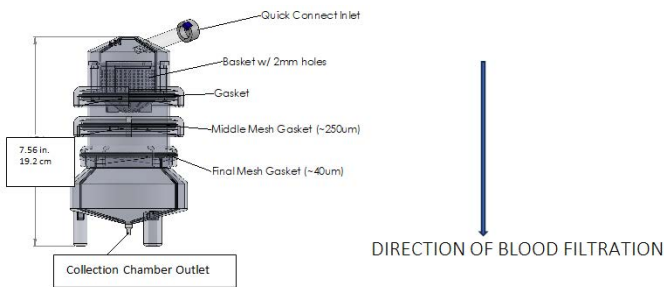 Quick Connect Inlet
Basket w/ 2mm holes
Gasket
Middle Mesh Gasket (~250um)
7.56 in.
19.2 cm
Final Mesh Gasket (~40um)
Collection Chamber Outlet
DIRECTION OF BLOOD FILTRATION